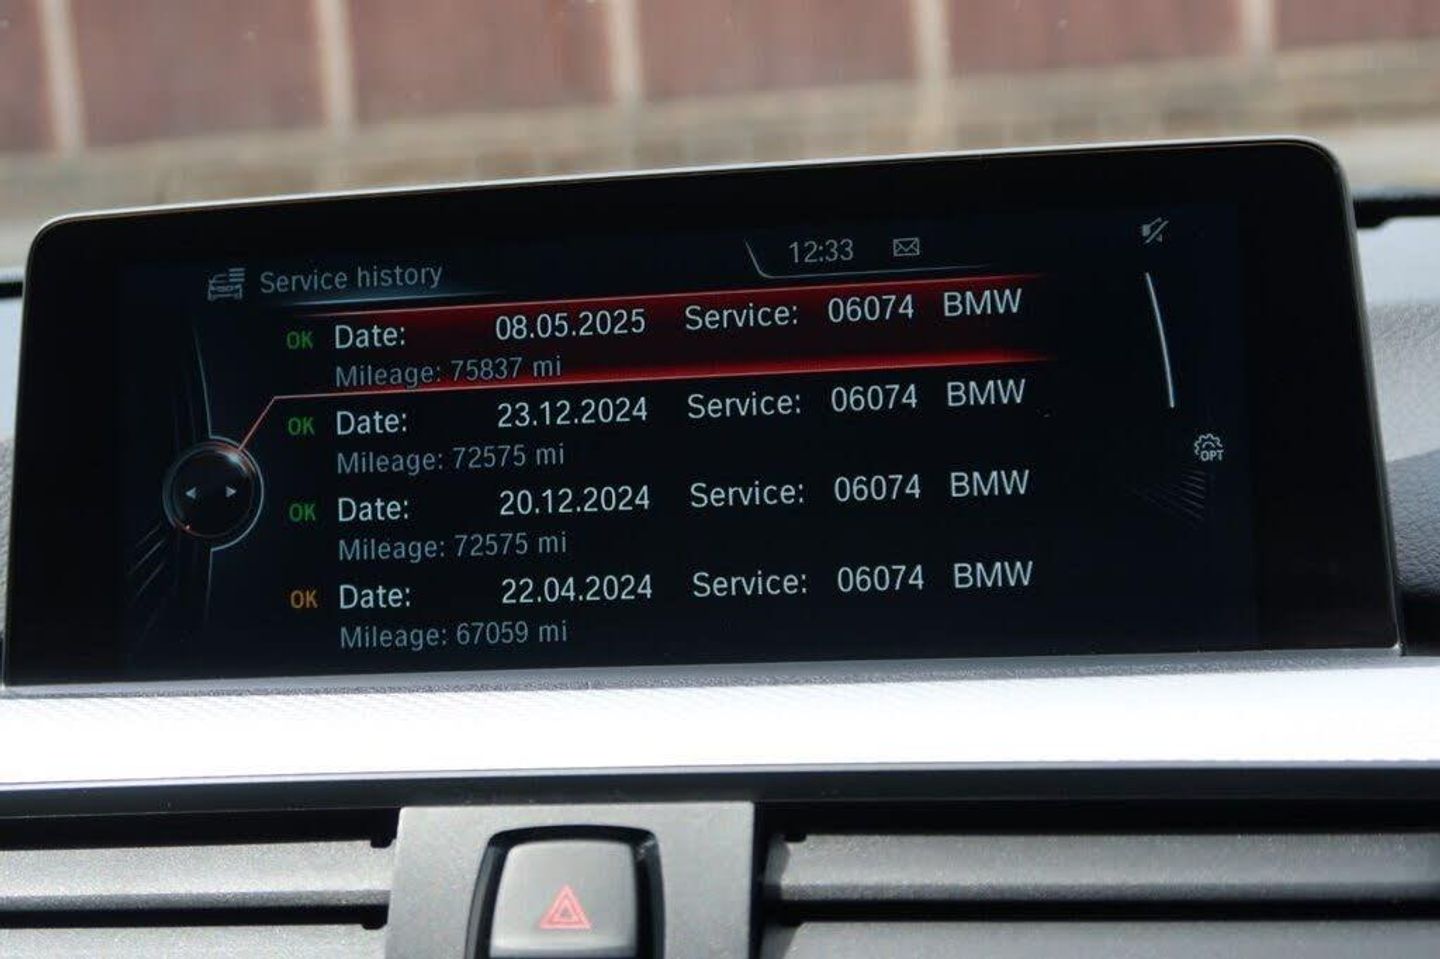 Service history
12:33
OK Date: 08.05.2025 Service: 06074 BMW
Mileage: 75837 mi
OK Date: 23.12.2024 Service: 06074 BMW
Mileage: 72575 mi
OK Date: 20.12.2024 Service: 06074 BMW
Mileage: 72575 mi
OPT
OK Date: 22.04.2024 Service: 06074 BMW
Mileage: 67059 mi